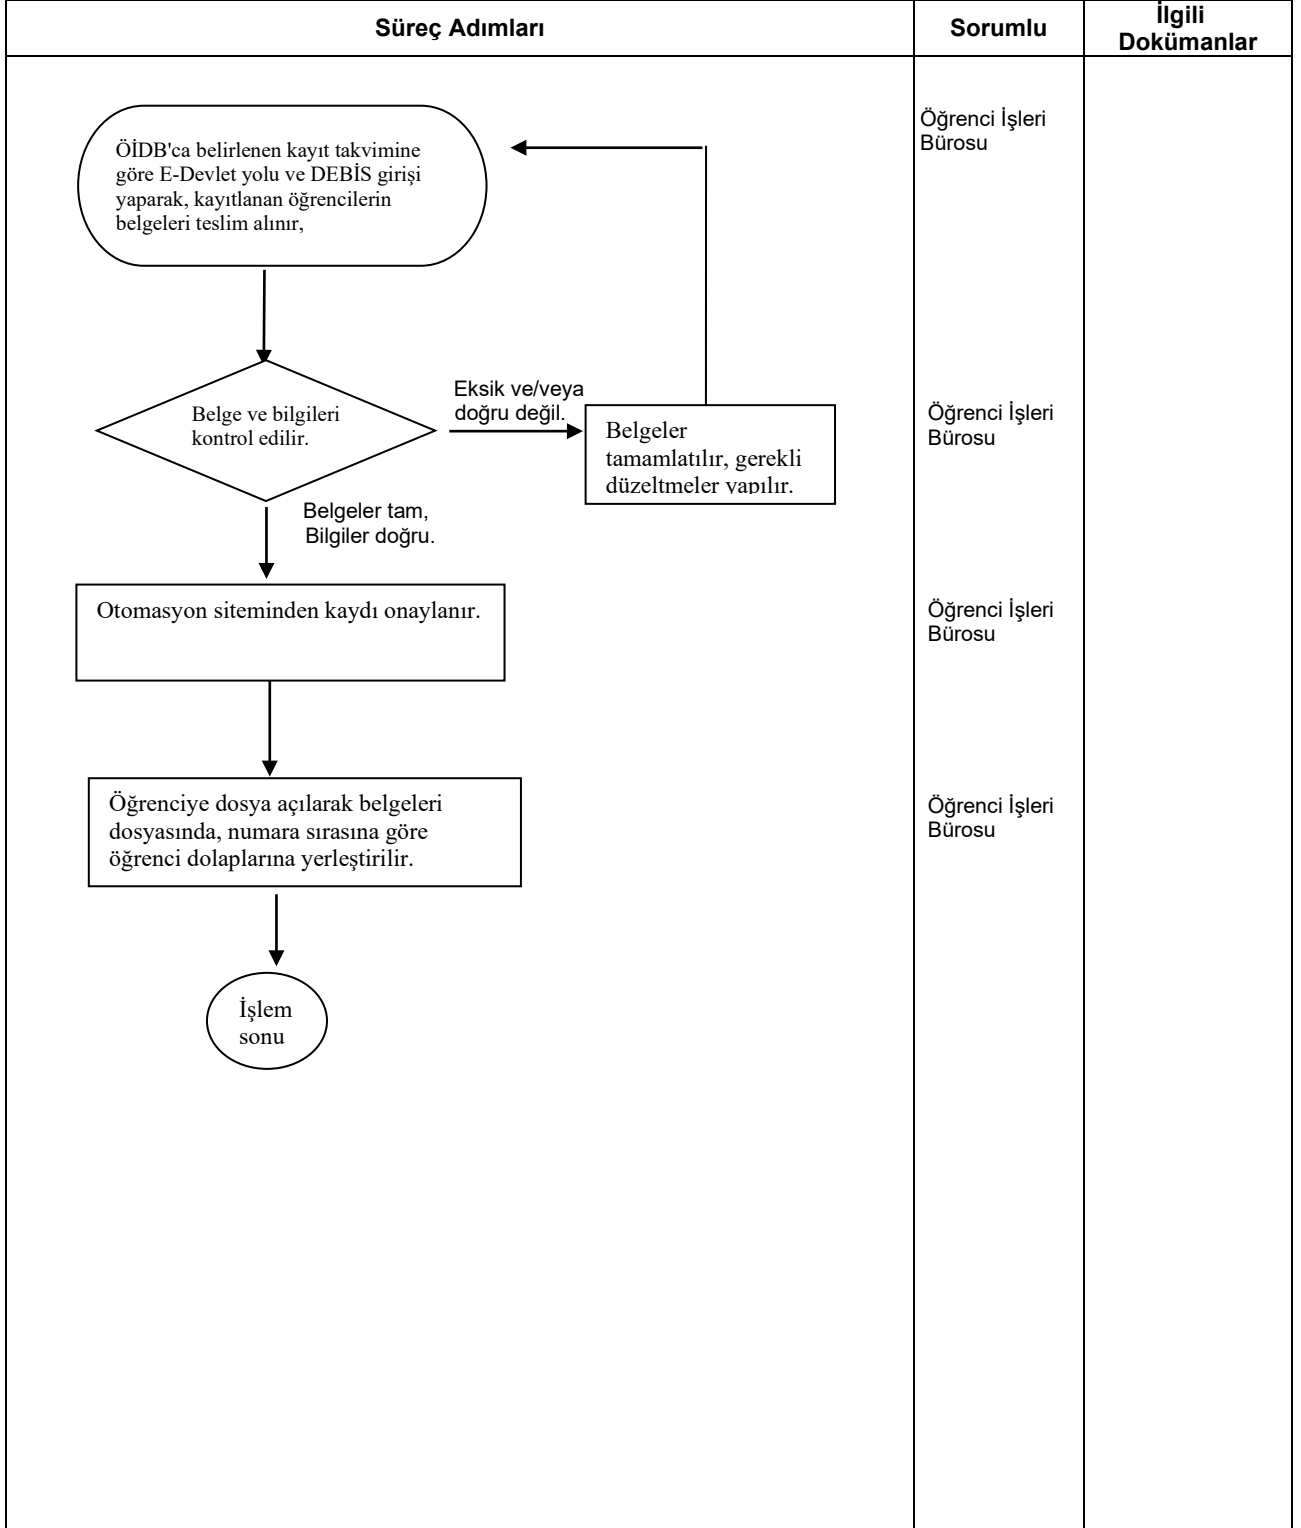 Süreç Adımları
Sorumlu
İlgili
Dokümanlar
ÖİDB'ca belirlenen kayıt takvimine
göre E-Devlet yolu ve DEBİS girişi
yaparak, kayıtlanan öğrencilerin
belgeleri teslim alınır,
Öğrenci İşleri
Bürosu
Belge ve bilgileri
kontrol edilir.
Eksik ve/veya
doğru değil.
Belgeler
tamamlatılır, gerekli
düzeltmeler yapılır.
Öğrenci İşleri
Bürosu
Belgeler tam,
Bilgiler doğru.
Otomasyon siteminden kaydı onaylanır.
Öğrenci İşleri
Bürosu
Öğrenciye dosya açılarak belgeleri
dosyasında, numara sırasına göre
öğrenci dolaplarına yerleştirilir.
Öğrenci İşleri
Bürosu
İşlem
sonu